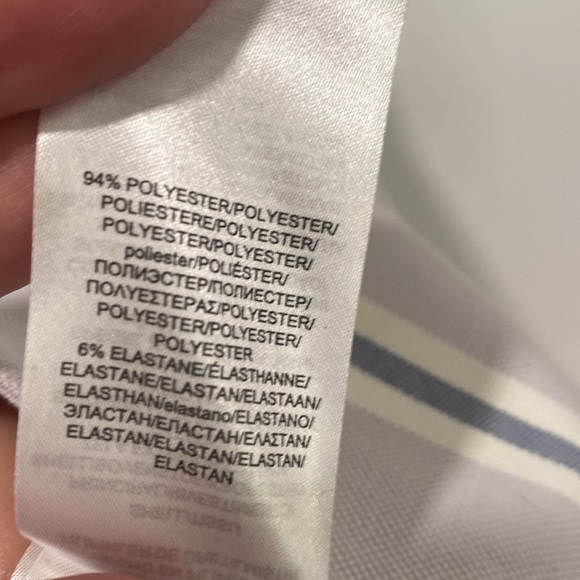 94% POLYESTER/POLYESTER/
POLIESTERE/POLYESTER/
POLYESTER/POLYESTER/
poliester/POLIÉSTER/
ПОЛИЭСТЕР/ПОЛИЕСТЕР/
ΠΟΛΥΕΣΤΕΡΑΣ/POLYESTER/
POLYESTER/POLYESTER/
POLYESTER
6% ELASTANE/ÉLASTHANNE/
ELASTANE/ELASTAN/ELASTAAN/
ELASTHAN/elastano/ELASTANO/
ЭЛАСТАН/ЕЛАСТАН/ΕΛΑΣΤΑΝ/
ELASTAN/ELASTAN/ELASTAN/
ELASTAN